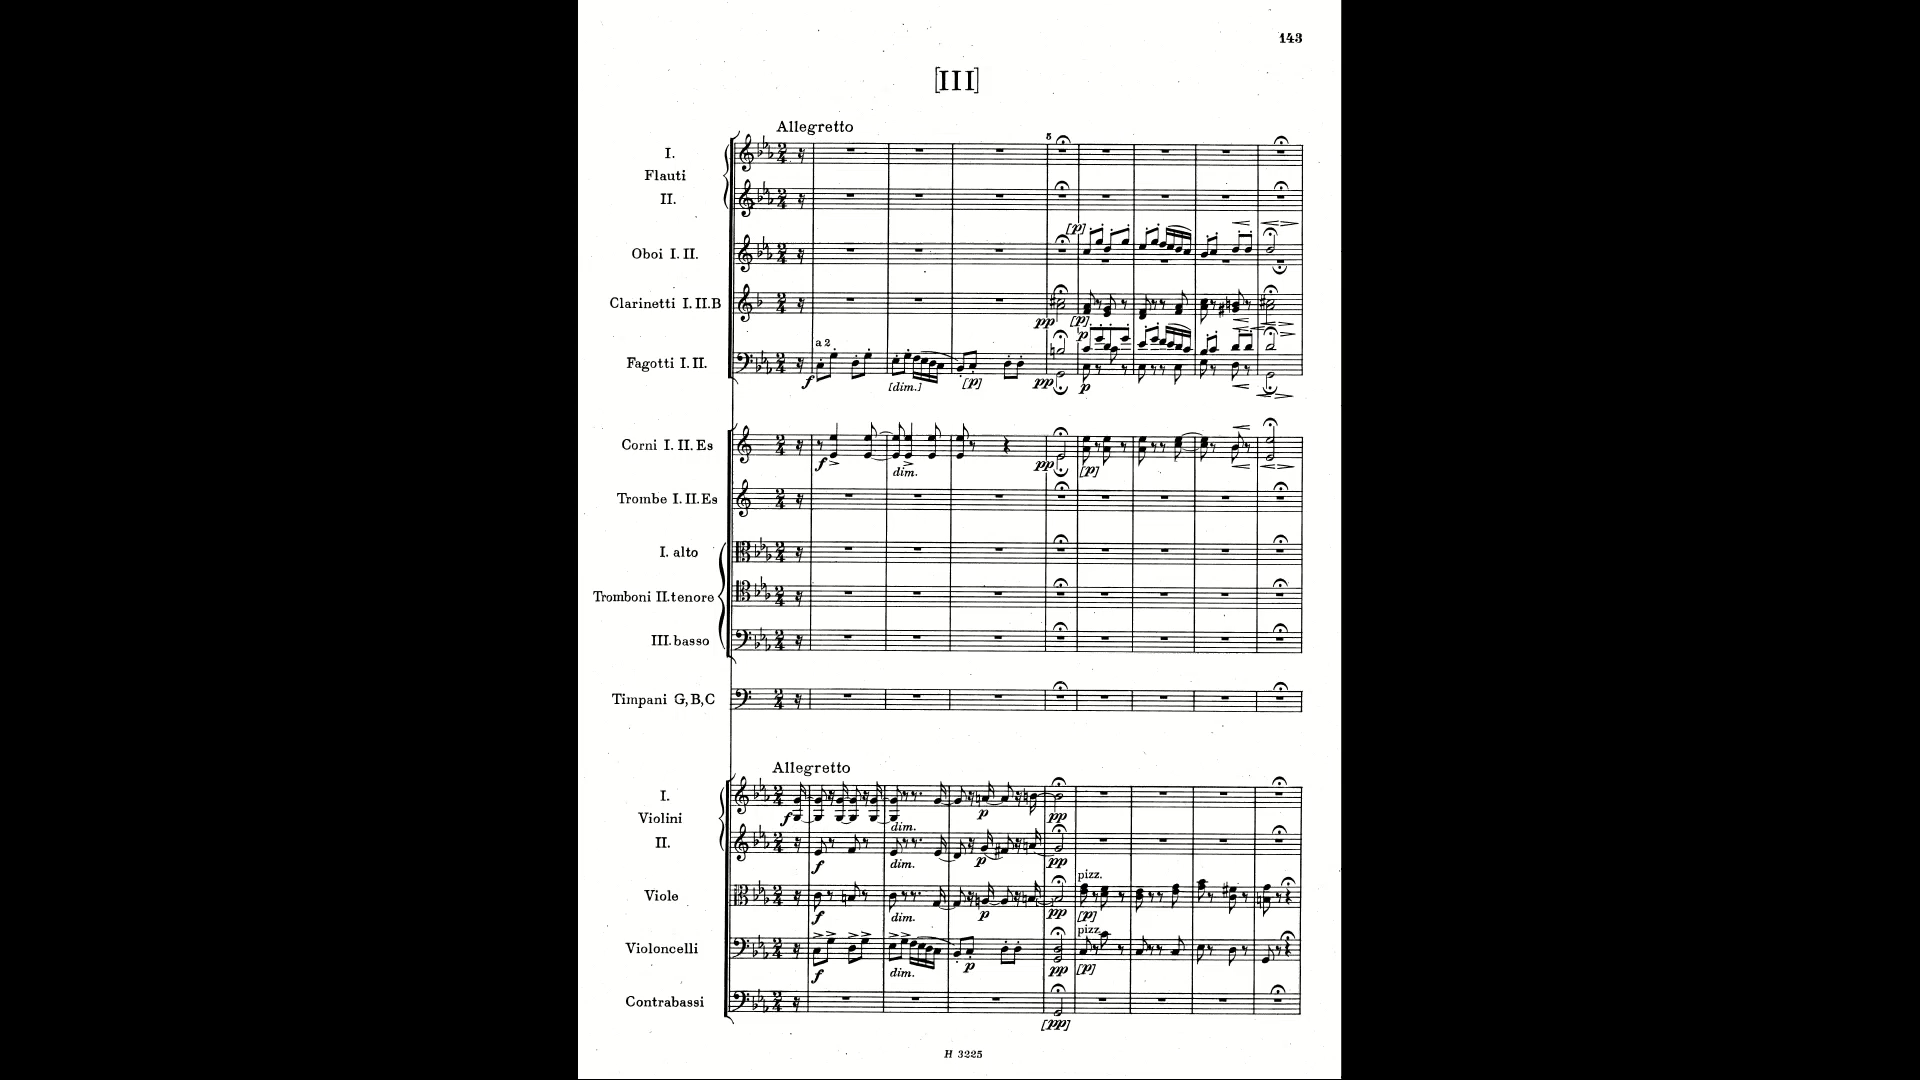 143
[III]
Allegretto
5
I.
Flauti
II.
[p]
Oboi I. II.
Clarinetti I. II. B
pp [p]
p
a 2
Fagotti I. II.
f [dim.] [p] pp p
Corni I. II. Es
f dim. pp [p]
Trombe I. II. Es
I. alto
Tromboni II. tenore
III. basso
Timpani G, B, C
Allegretto
I.
f dim. p pp
Violini
II.
f dim. p pp
pizz.
Viole
f dim. p pp [p]
pizz.
Violoncelli
f dim. p pp [p]
Contrabassi
[pp]
H 3225